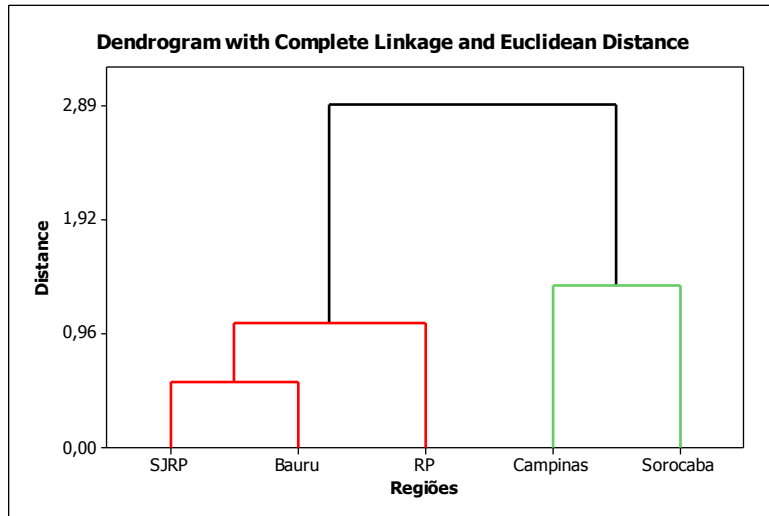 Dendrogram with Complete Linkage and Euclidean Distance
2,89
1,92
0,96
0,00
Distance
SJRP Bauru RP Campinas Sorocaba
Regiões